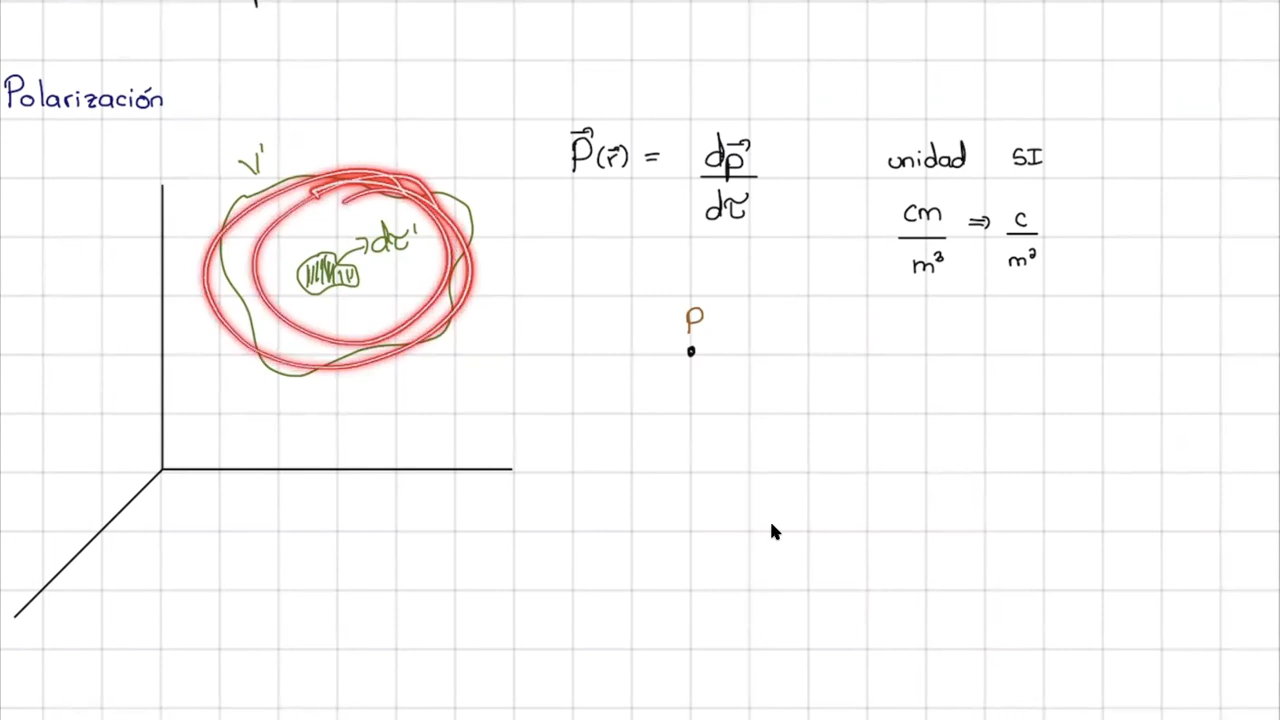 Polarización
V'
dτ'
P⃗(r⃗) = dp⃗ / dτ
unidad SI
cm / m³ ⇒ c / m²
P